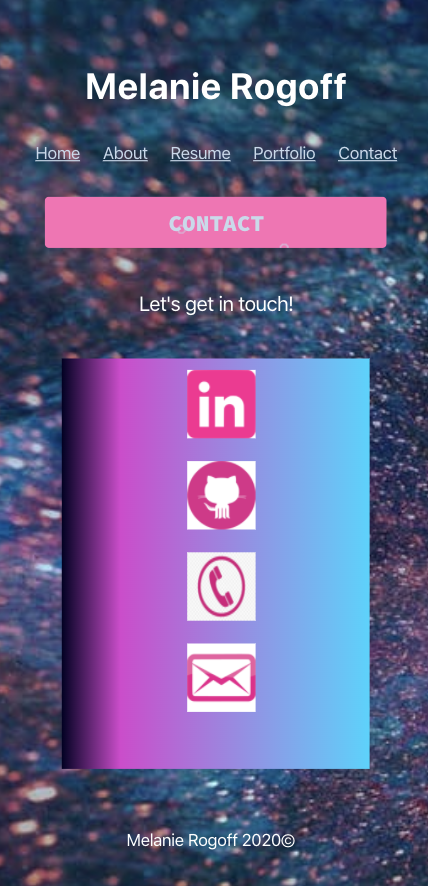 Melanie Rogoff
Home About Resume Portfolio Contact
CONTACT
Let's get in touch!
in
Melanie Rogoff 2020©